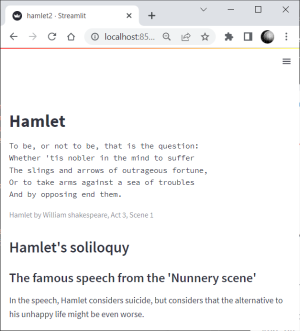 hamlet2 · Streamlit
localhost:85...
Hamlet
To be, or not to be, that is the question:
Whether 'tis nobler in the mind to suffer
The slings and arrows of outrageous fortune,
Or to take arms against a sea of troubles
And by opposing end them.
Hamlet by William shakespeare, Act 3, Scene 1
Hamlet's soliloquy
The famous speech from the 'Nunnery scene'
In the speech, Hamlet considers suicide, but considers that the alternative to
his unhappy life might be even worse.